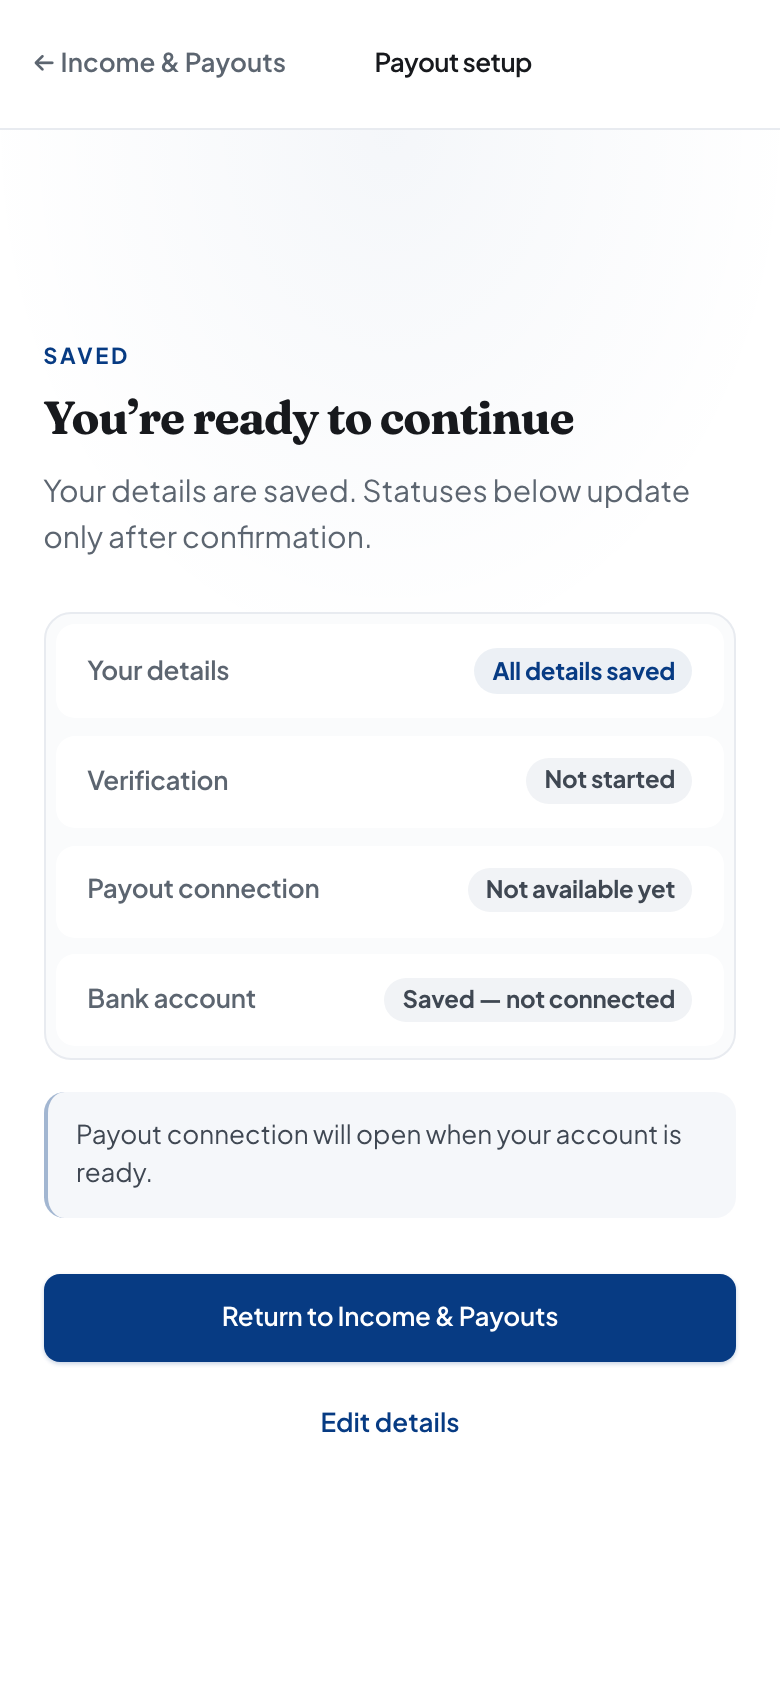 ← Income & Payouts
Payout setup
SAVED
You’re ready to continue
Your details are saved. Statuses below update
only after confirmation.
Your details
All details saved
Verification
Not started
Payout connection
Not available yet
Bank account
Saved — not connected
Payout connection will open when your account is
ready.
Return to Income & Payouts
Edit details